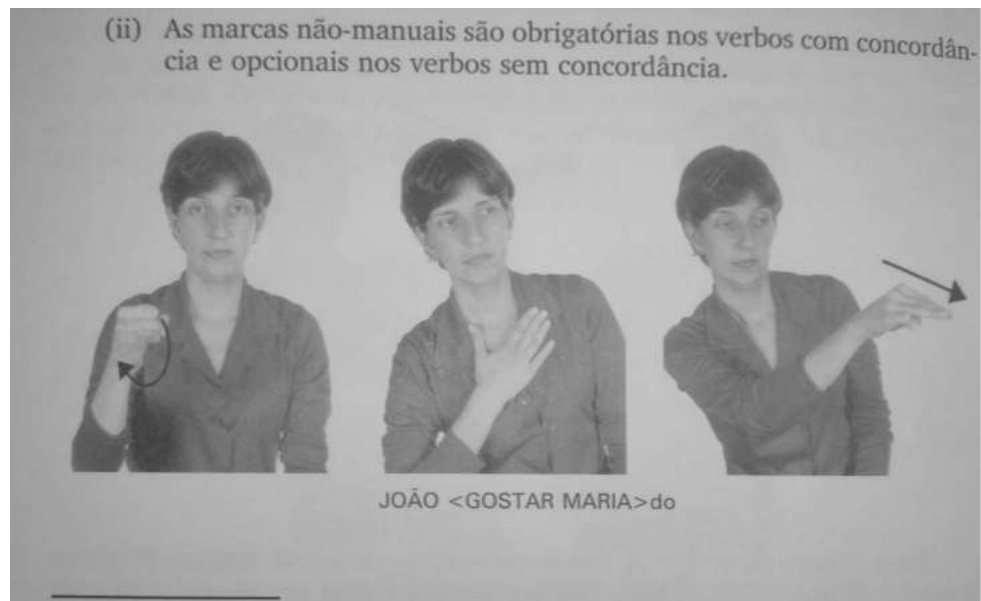 (ii) As marcas não-manuais são obrigatórias nos verbos com concordân-
cia e opcionais nos verbos sem concordância.
JOÃO <GOSTAR MARIA>do